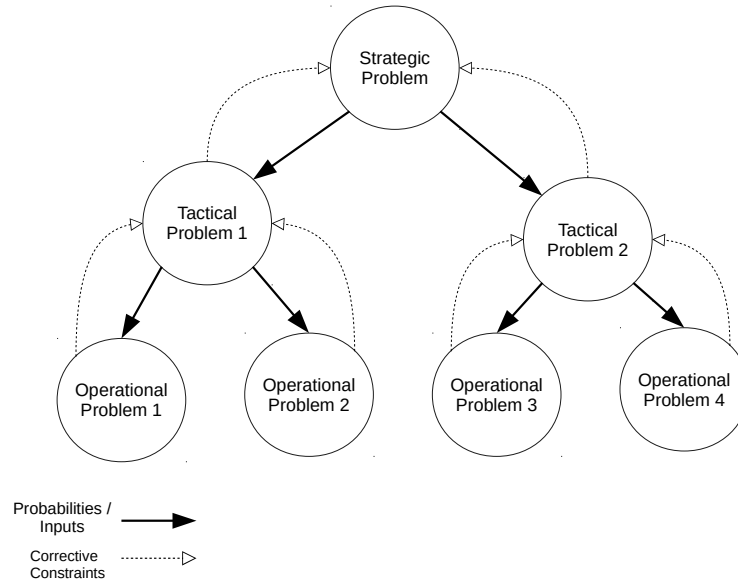 Strategic
Problem
Tactical
Problem 1
Tactical
Problem 2
Operational
Problem 1
Operational
Problem 2
Operational
Problem 3
Operational
Problem 4
Probabilities /
Inputs
Corrective
Constraints